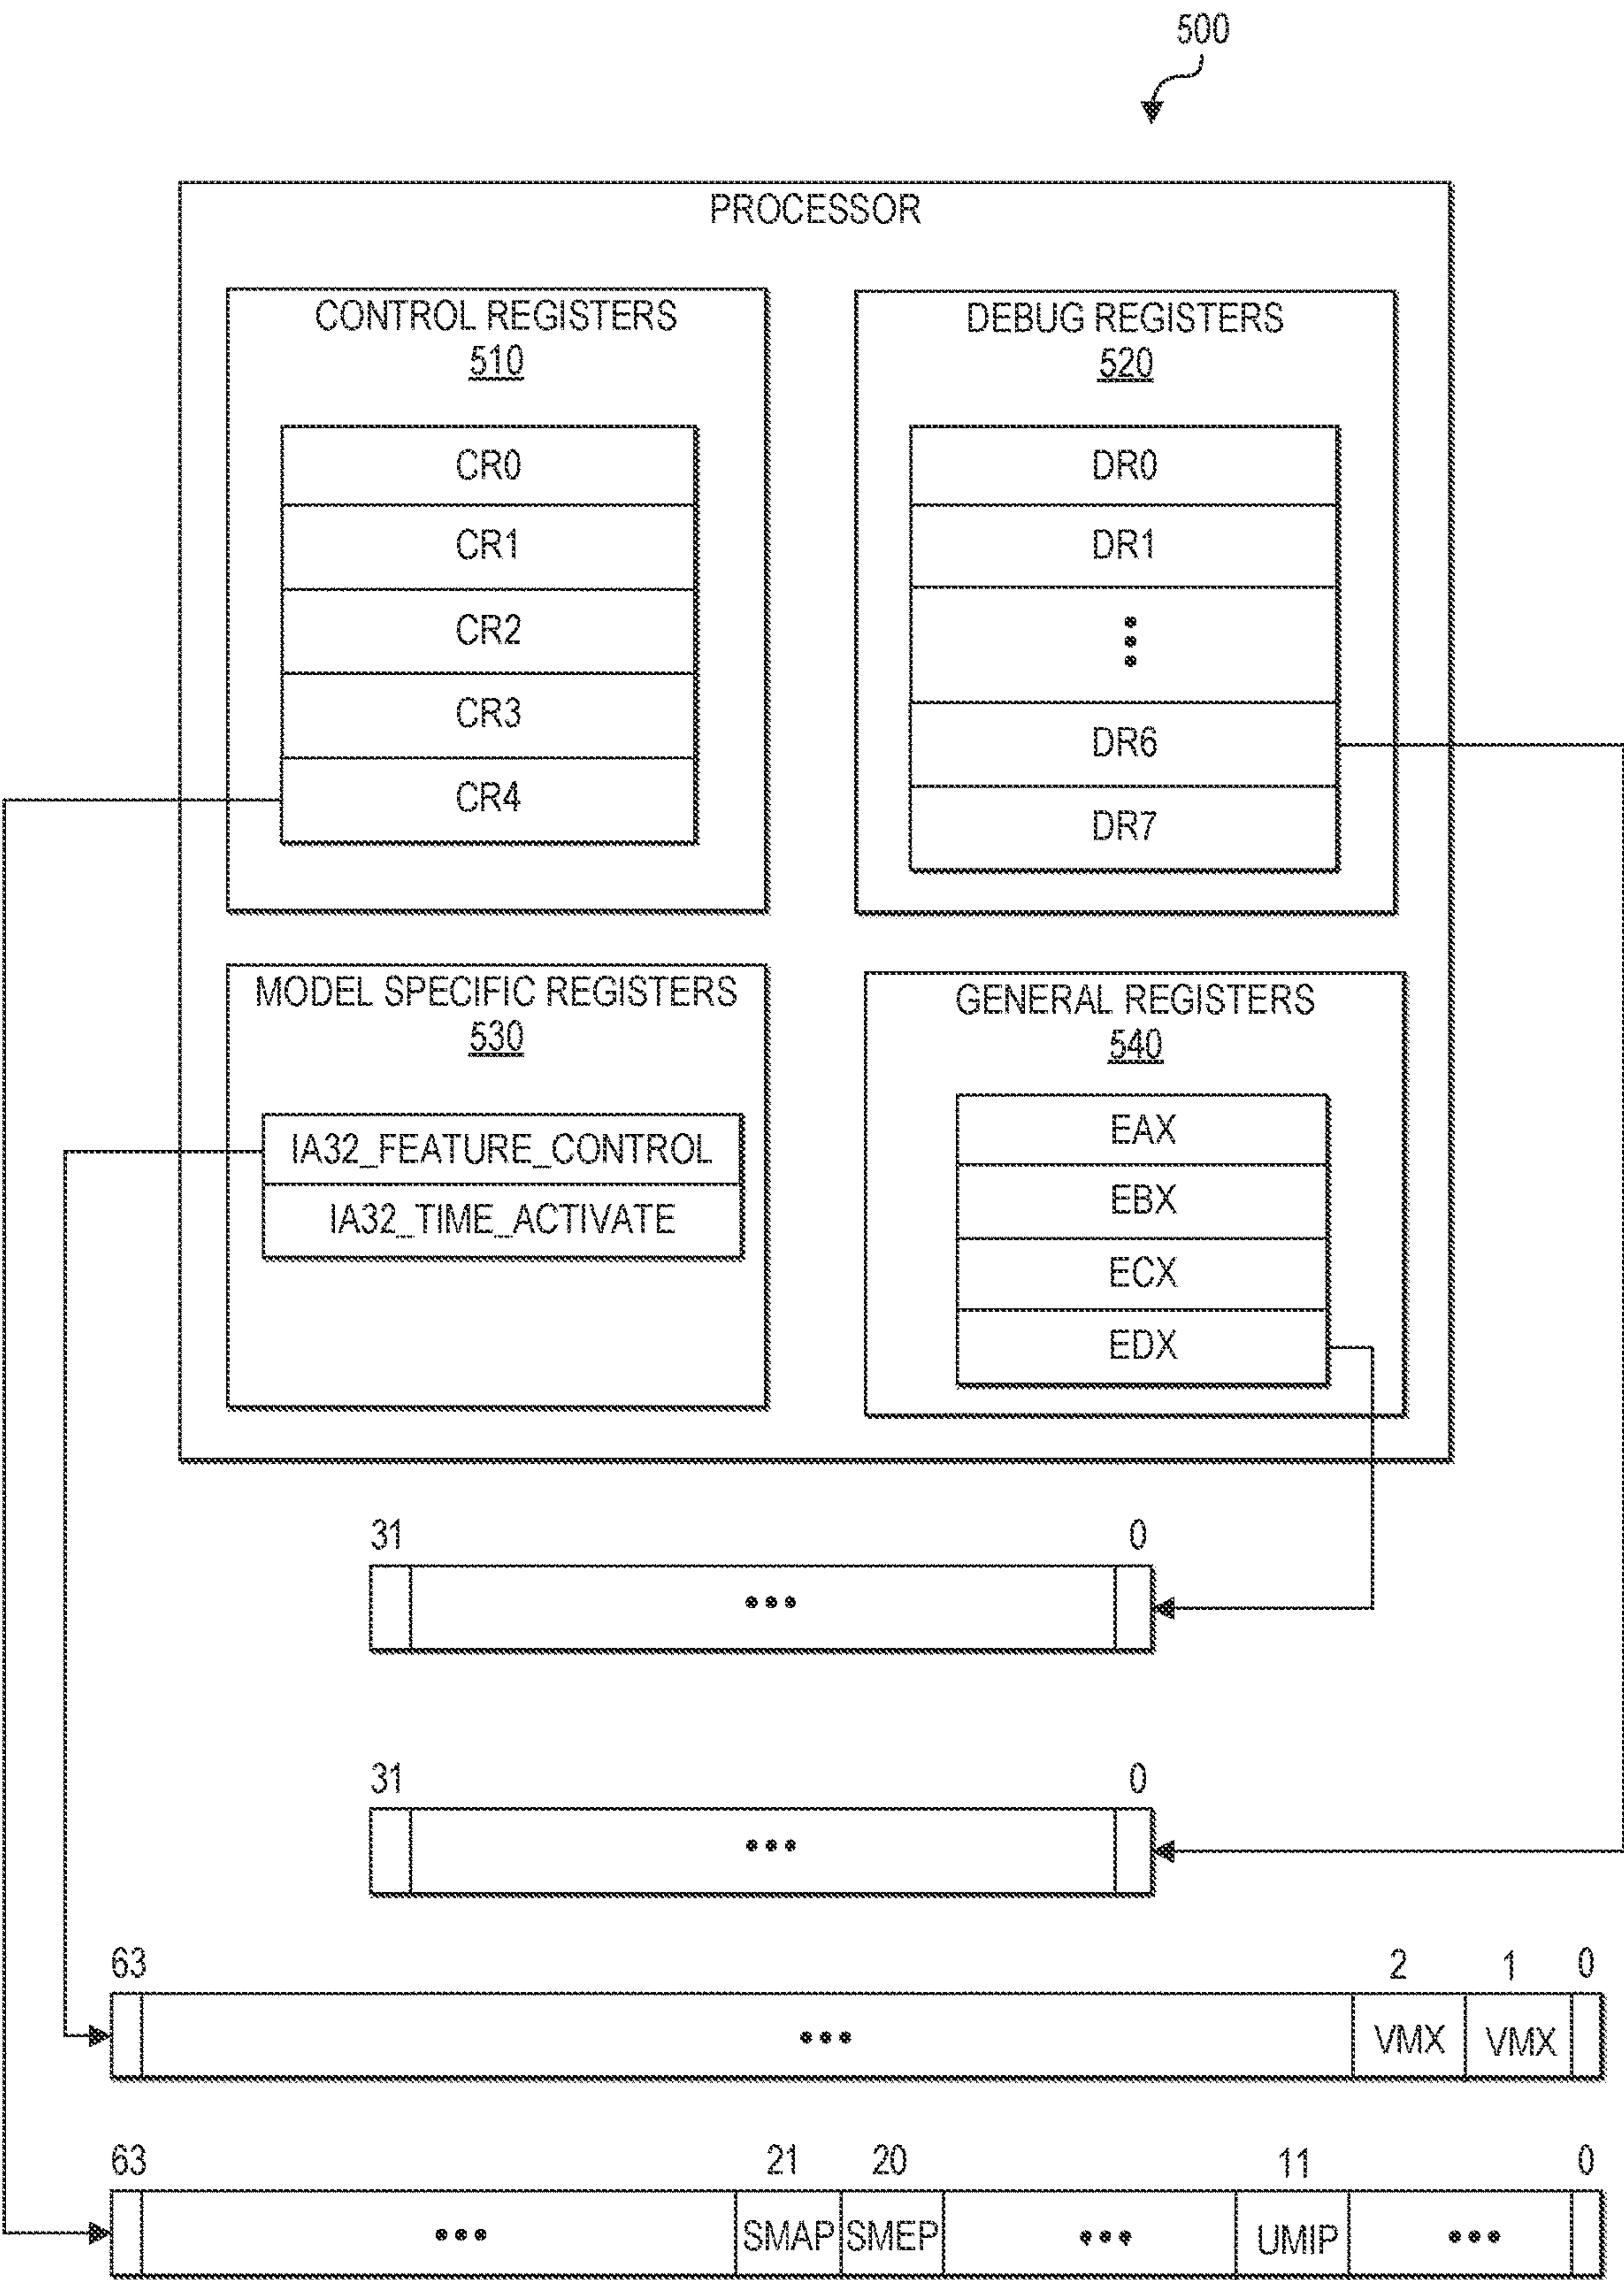 500
PROCESSOR
CONTROL REGISTERS
510
CR0
CR1
CR2
CR3
CR4
DEBUG REGISTERS
520
DR0
DR1
•••
DR6
DR7
MODEL SPECIFIC REGISTERS
530
IA32_FEATURE_CONTROL
IA32_TIME_ACTIVATE
GENERAL REGISTERS
540
EAX
EBX
ECX
EDX
31 0
•••
31 0
•••
63 2 1 0
••• VMX VMX
63 21 20 11 0
••• SMAP SMEP ••• UMIP •••